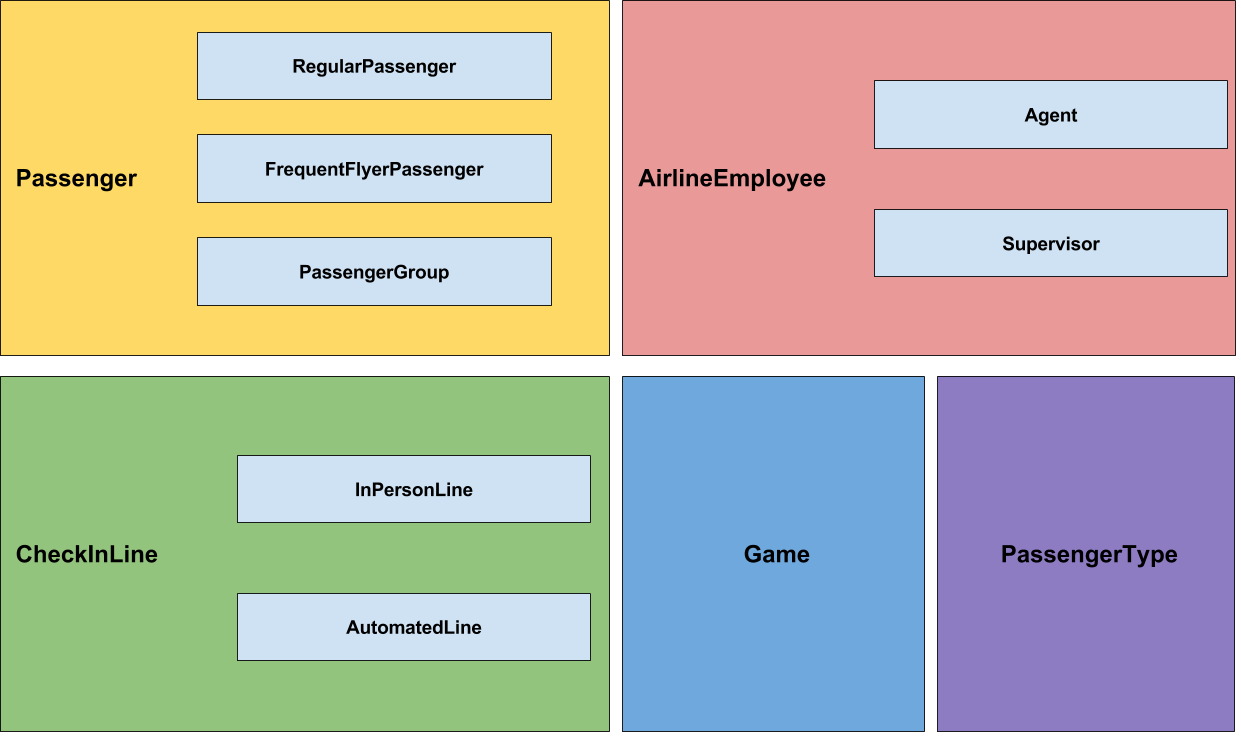 RegularPassenger
FrequentFlyerPassenger
Passenger
PassengerGroup
Agent
AirlineEmployee
Supervisor
InPersonLine
CheckInLine
AutomatedLine
Game
PassengerType